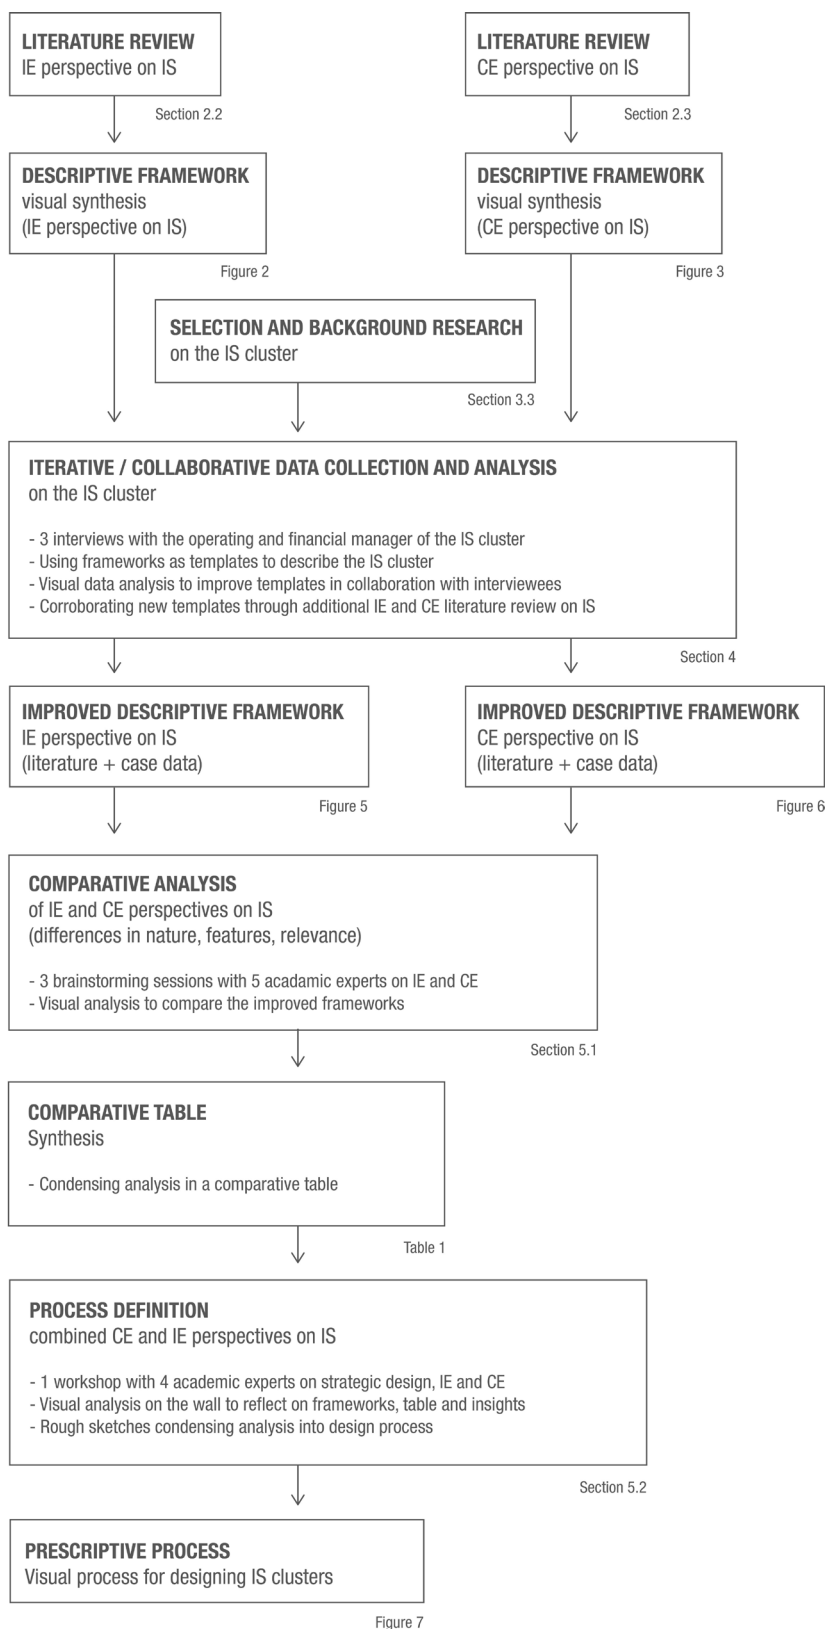 LITERATURE REVIEW
IE perspective on IS
Section 2.2
LITERATURE REVIEW
CE perspective on IS
Section 2.3
DESCRIPTIVE FRAMEWORK
visual synthesis
(IE perspective on IS)
Figure 2
DESCRIPTIVE FRAMEWORK
visual synthesis
(CE perspective on IS)
Figure 3
SELECTION AND BACKGROUND RESEARCH
on the IS cluster
Section 3.3
ITERATIVE / COLLABORATIVE DATA COLLECTION AND ANALYSIS
on the IS cluster
- 3 interviews with the operating and financial manager of the IS cluster
- Using frameworks as templates to describe the IS cluster
- Visual data analysis to improve templates in collaboration with interviewees
- Corroborating new templates through additional IE and CE literature review on IS
Section 4
IMPROVED DESCRIPTIVE FRAMEWORK
IE perspective on IS
(literature + case data)
Figure 5
IMPROVED DESCRIPTIVE FRAMEWORK
CE perspective on IS
(literature + case data)
Figure 6
COMPARATIVE ANALYSIS
of IE and CE perspectives on IS
(differences in nature, features, relevance)
- 3 brainstorming sessions with 5 acadamic experts on IE and CE
- Visual analysis to compare the improved frameworks
Section 5.1
COMPARATIVE TABLE
Synthesis
- Condensing analysis in a comparative table
Table 1
PROCESS DEFINITION
combined CE and IE perspectives on IS
- 1 workshop with 4 academic experts on strategic design, IE and CE
- Visual analysis on the wall to reflect on frameworks, table and insights
- Rough sketches condensing analysis into design process
Section 5.2
PRESCRIPTIVE PROCESS
Visual process for designing IS clusters
Figure 7